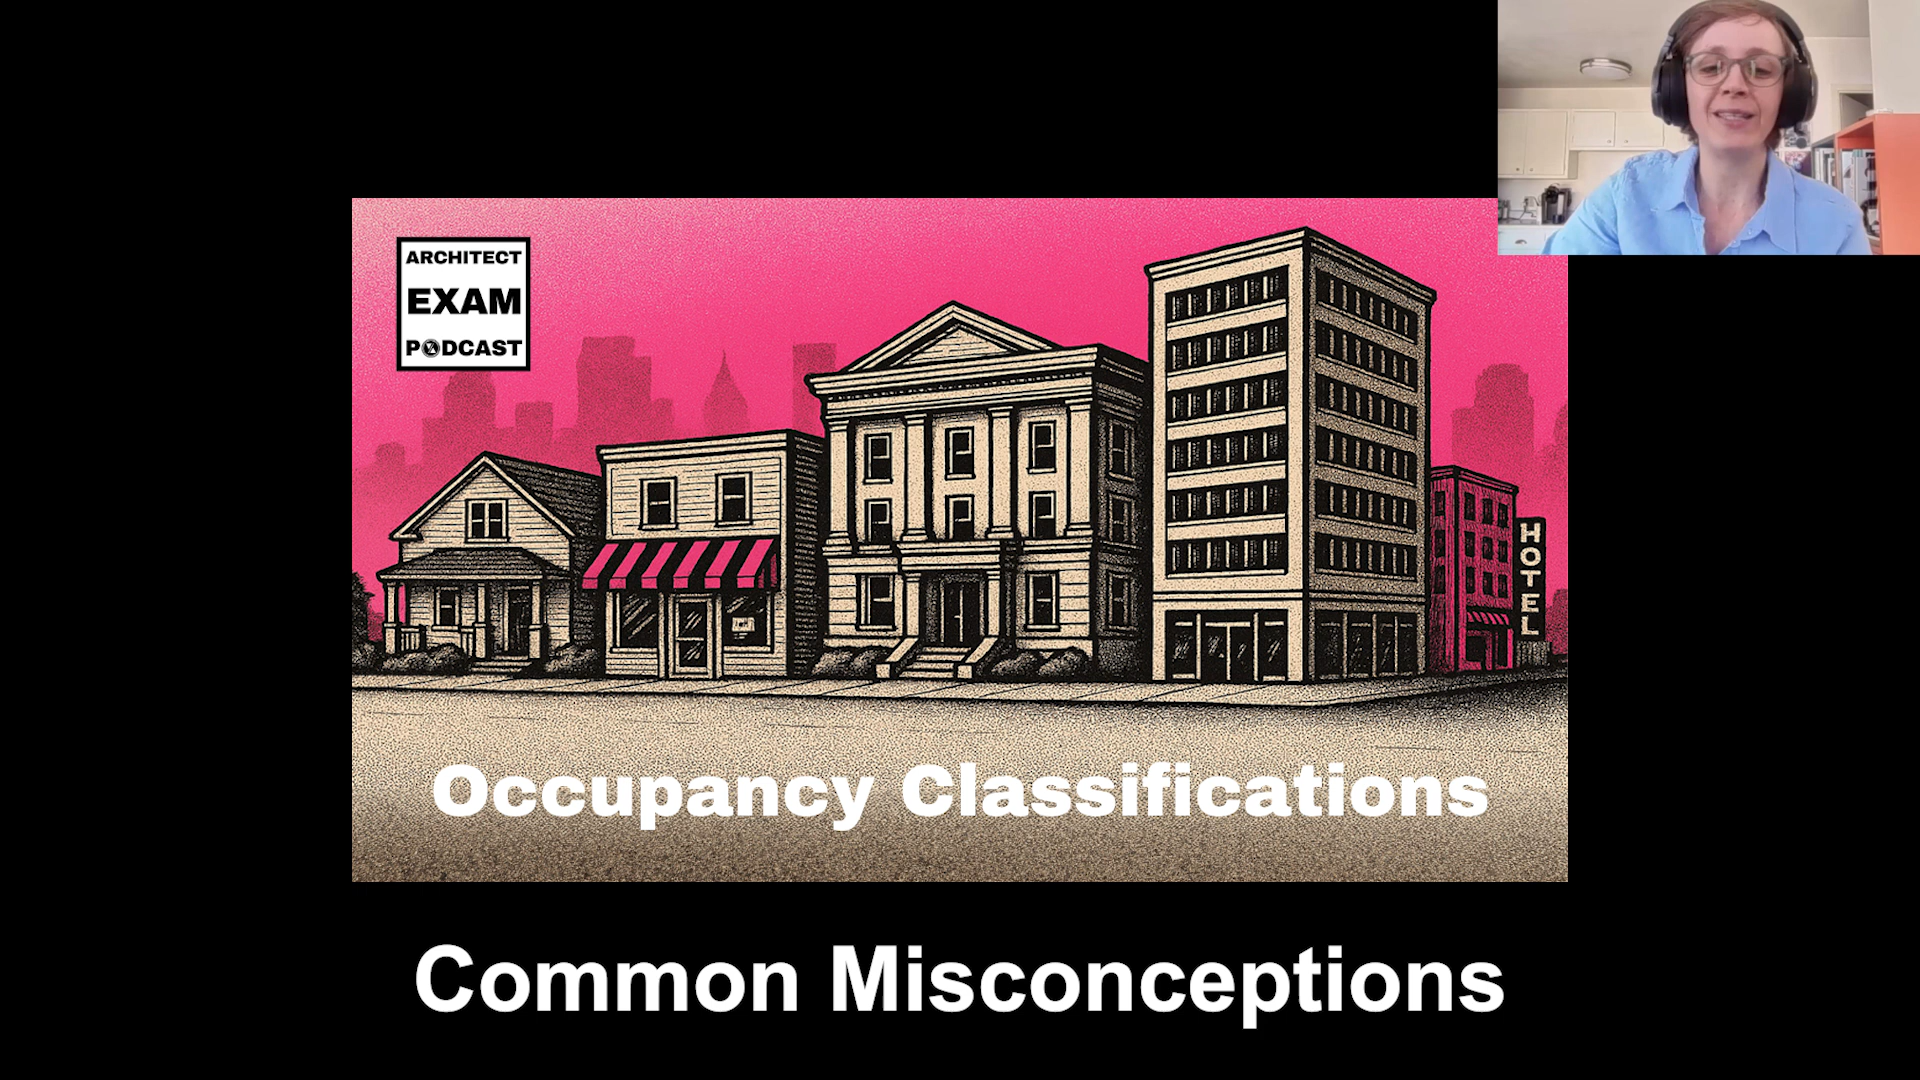 ARCHITECT
EXAM
PODCAST
HOTEL
Occupancy Classifications
Common Misconceptions